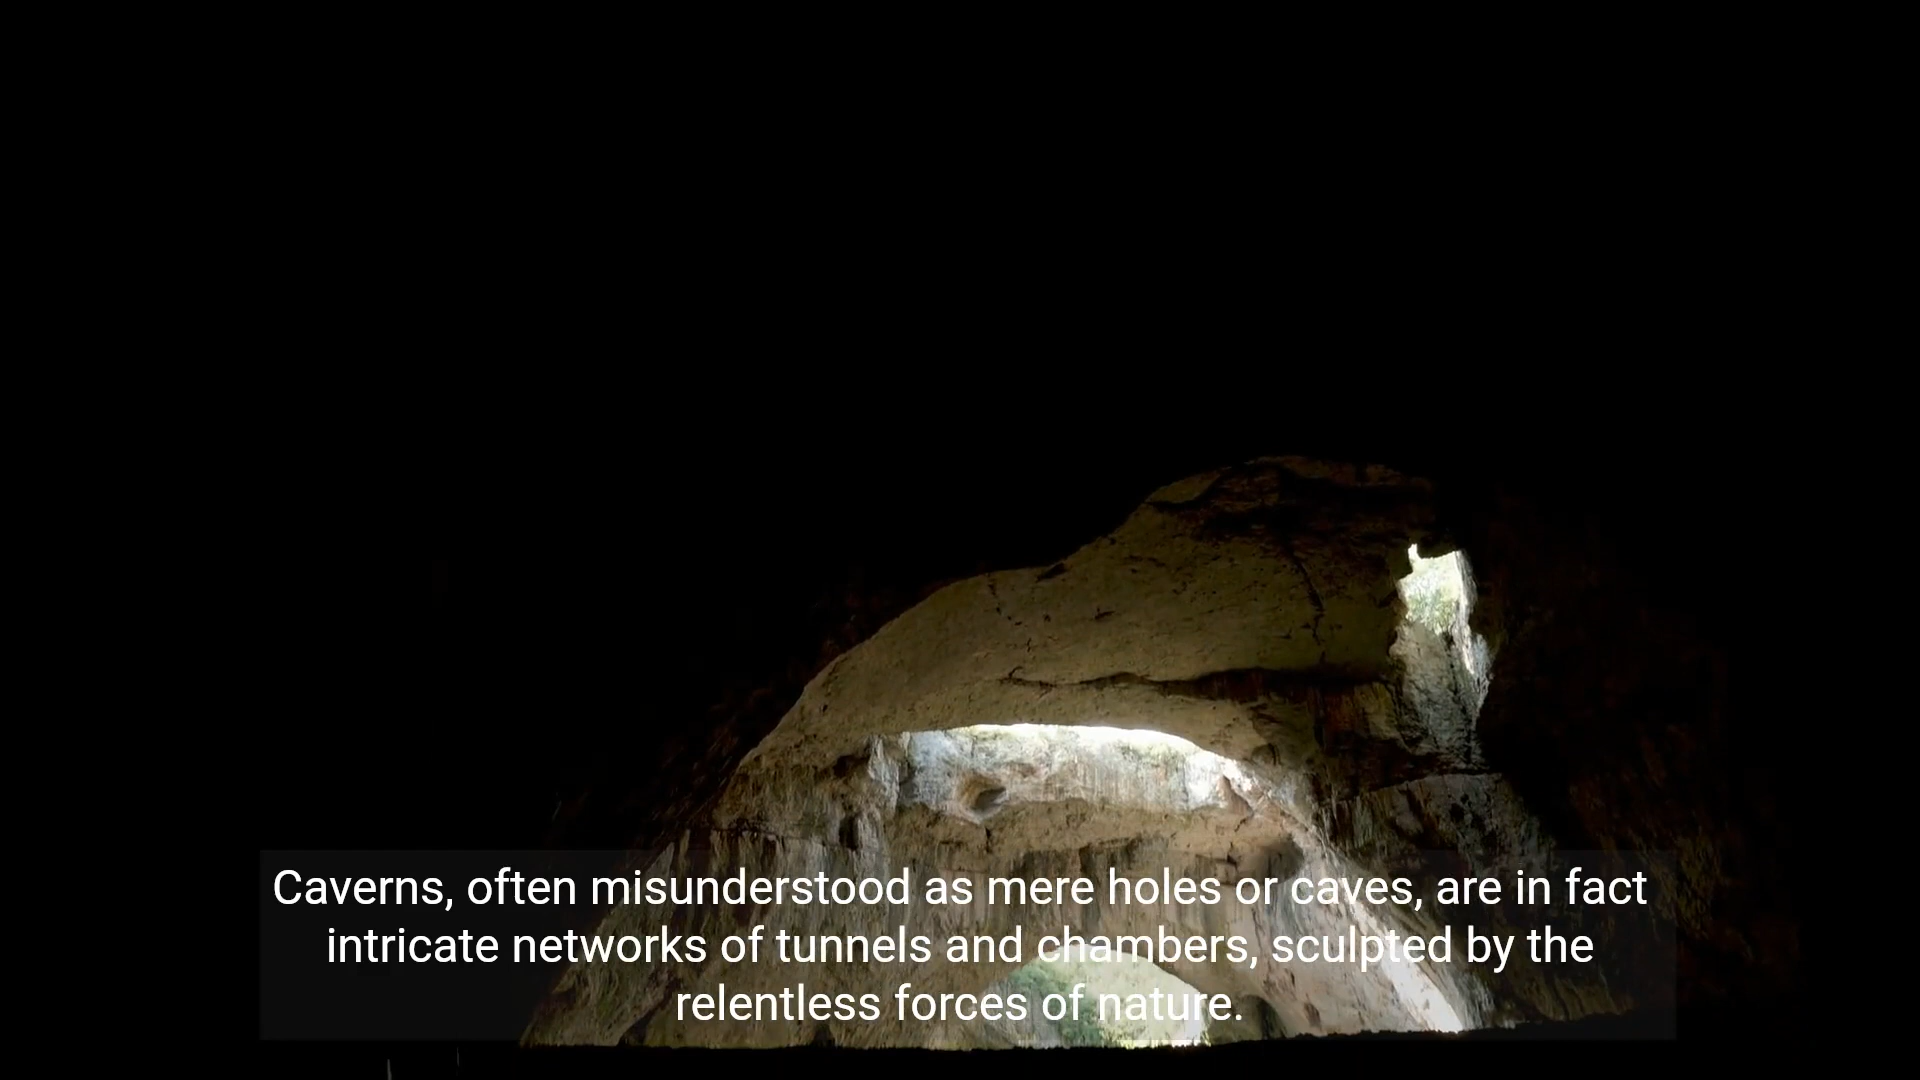 Caverns, often misunderstood as mere holes or caves, are in fact
intricate networks of tunnels and chambers, sculpted by the
relentless forces of nature.